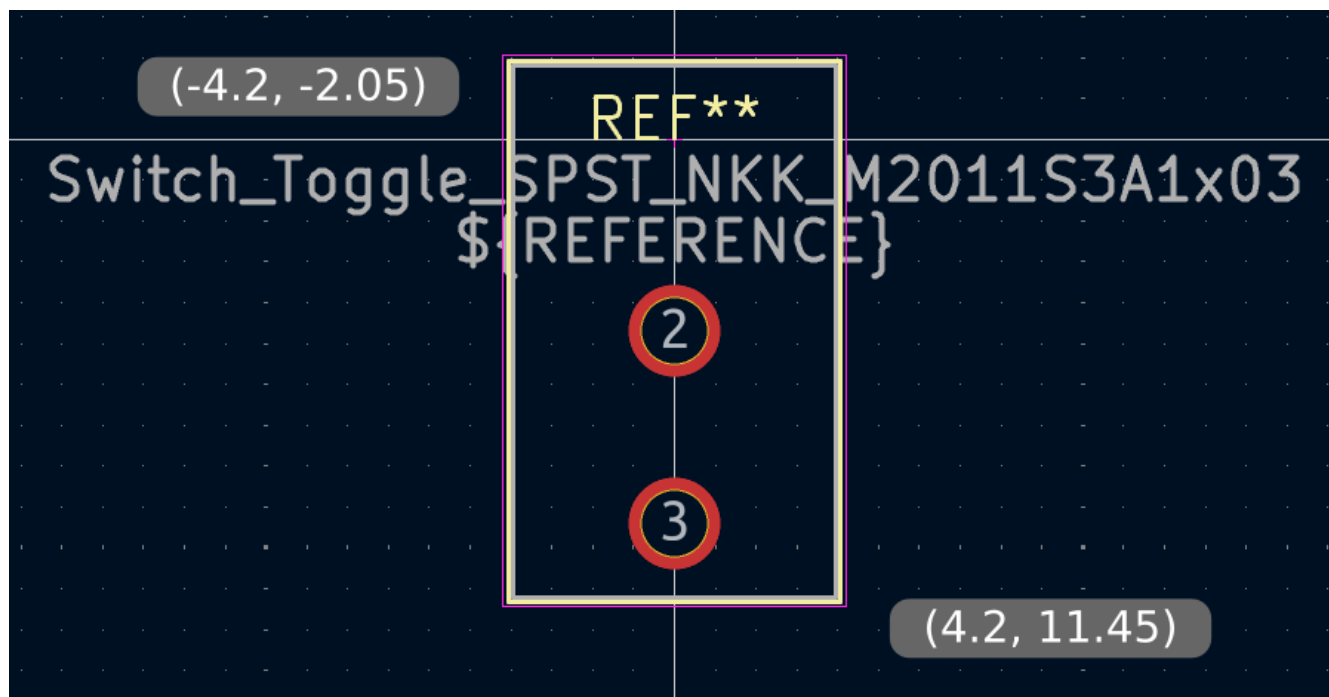 (-4.2, -2.05)
REF**
Switch_Toggle_SPST_NKK_M2011S3A1x03
${REFERENCE}
2
3
(4.2, 11.45)